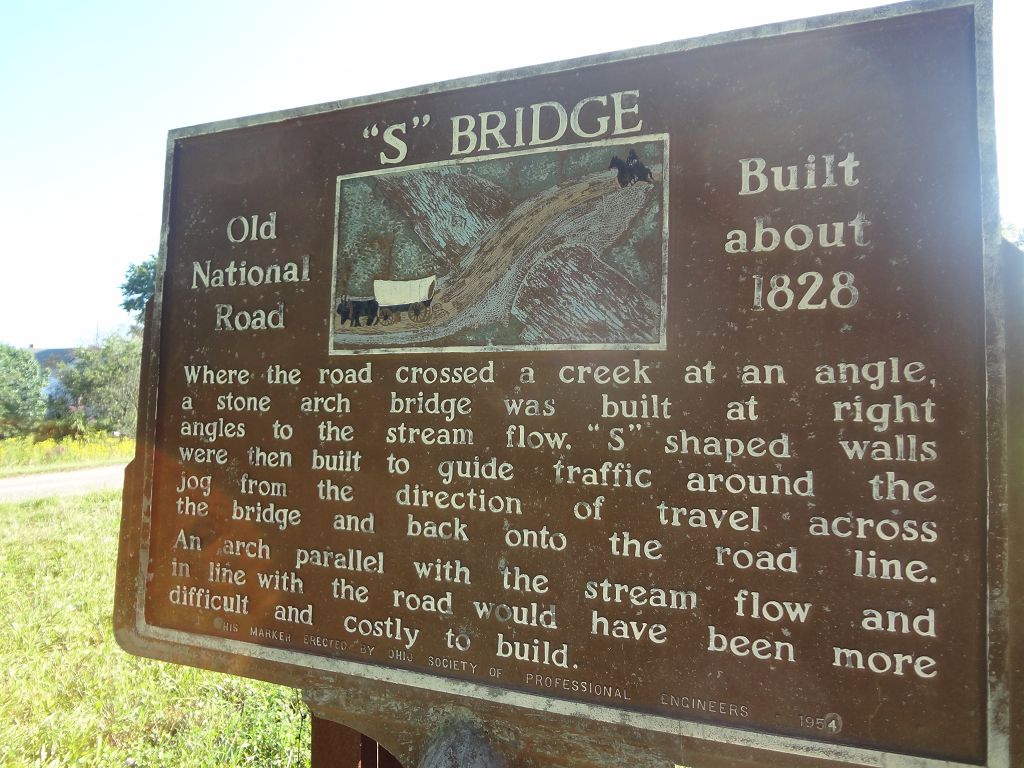 "S" BRIDGE
Old
National
Road
Built
about
1828
Where the road crossed a creek at an angle,
a stone arch bridge was built at right
angles to the stream flow. "S" shaped walls
were then built to guide traffic around the
jog from the direction of travel across
the bridge and back onto the road line.
An arch parallel with the stream flow and
in line with the road would have been more
difficult and costly to build.
HIS MARKER ERECTED BY OHIO SOCIETY OF PROFESSIONAL ENGINEERS 1954